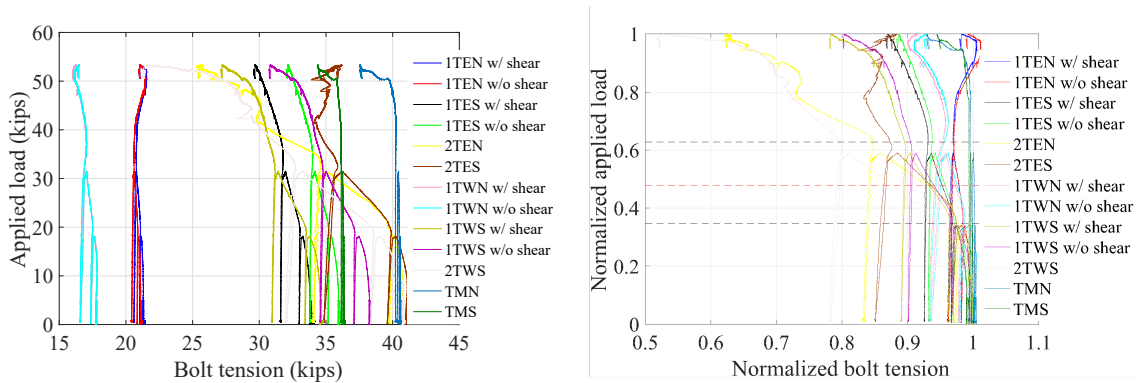 60
50
40
30
20
10
0
15 20 25 30 35 40 45
Applied load (kips)
Bolt tension (kips)
1TEN w/ shear
1TEN w/o shear
1TES w/ shear
1TES w/o shear
2TEN
2TES
1TWN w/ shear
1TWN w/o shear
1TWS w/ shear
1TWS w/o shear
2TWS
TMN
TMS
1
0.8
0.6
0.4
0.2
0
0.5 0.6 0.7 0.8 0.9 1 1.1
Normalized applied load
Normalized bolt tension
1TEN w/ shear
1TEN w/o shear
1TES w/ shear
1TES w/o shear
2TEN
2TES
1TWN w/ shear
1TWN w/o shear
1TWS w/ shear
1TWS w/o shear
2TWS
TMN
TMS